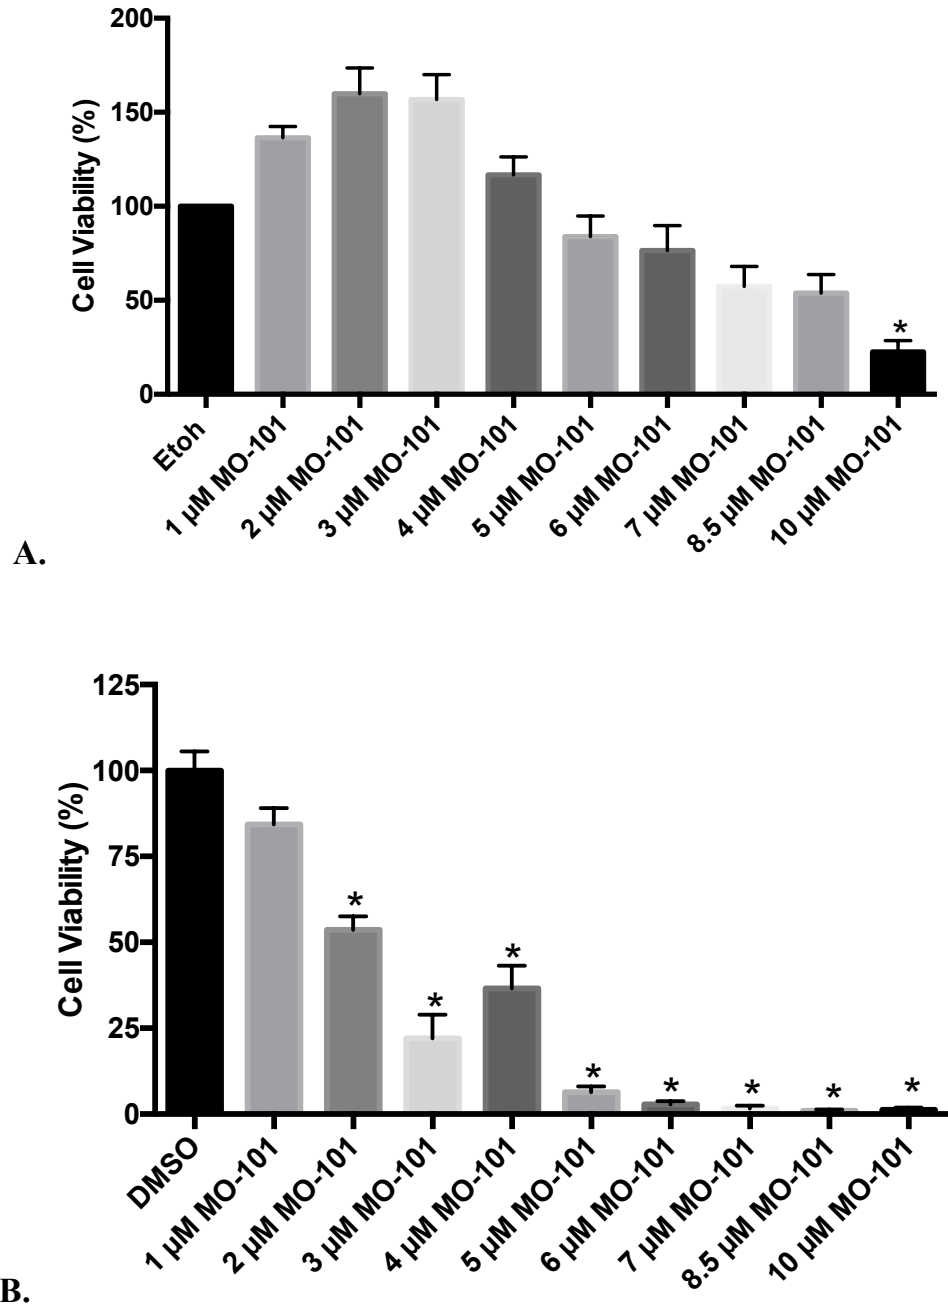 200
150
100
50
0
Cell Viability (%)
*
Etoh
1 µM MO-101
2 µM MO-101
3 µM MO-101
4 µM MO-101
5 µM MO-101
6 µM MO-101
7 µM MO-101
8.5 µM MO-101
10 µM MO-101
A.
125
100
75
50
25
0
Cell Viability (%)
*
*
*
*
*
*
*
*
DMSO
1 µM MO-101
2 µM MO-101
3 µM MO-101
4 µM MO-101
5 µM MO-101
6 µM MO-101
7 µM MO-101
8.5 µM MO-101
10 µM MO-101
B.